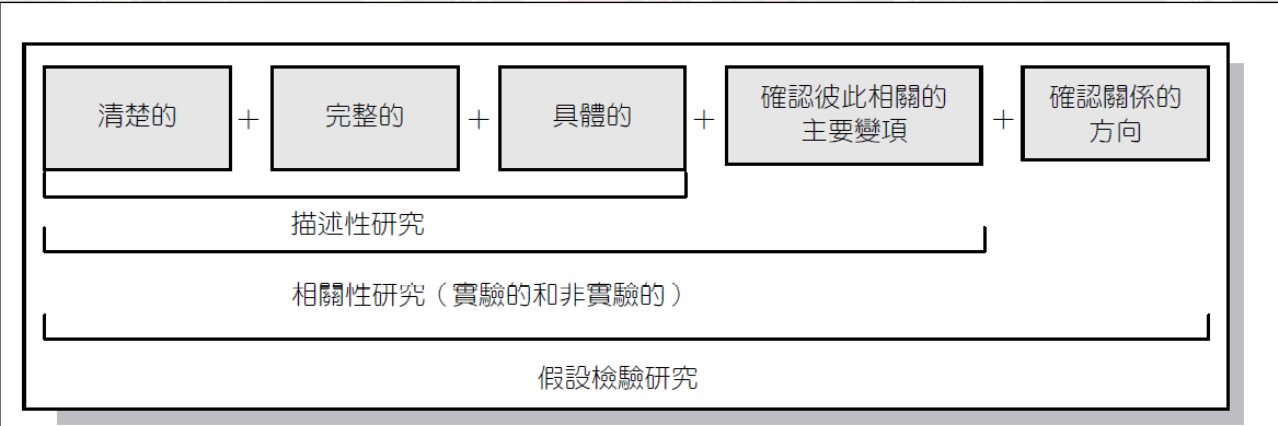 清楚的 + 完整的 + 具體的 + 確認彼此相關的主要變項 + 確認關係的方向
描述性研究
相關性研究（實驗的和非實驗的）
假設檢驗研究